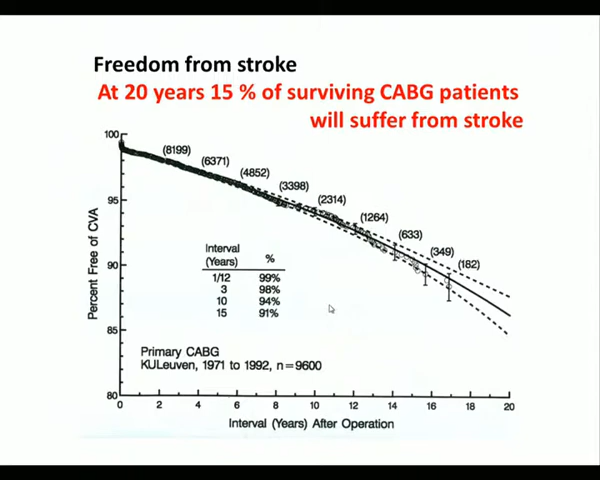 Freedom from stroke
At 20 years 15 % of surviving CABG patients
will suffer from stroke
100
95
90
85
80
Percent Free of CVA
(8199)
(6371)
(4852)
(3398)
(2314)
(1264)
(633)
(349)
(182)
Interval
(Years) %
1/12 99%
3 98%
10 94%
15 91%
Primary CABG
KULeuven, 1971 to 1992, n=9600
0 2 4 6 8 10 12 14 16 18 20
Interval (Years) After Operation